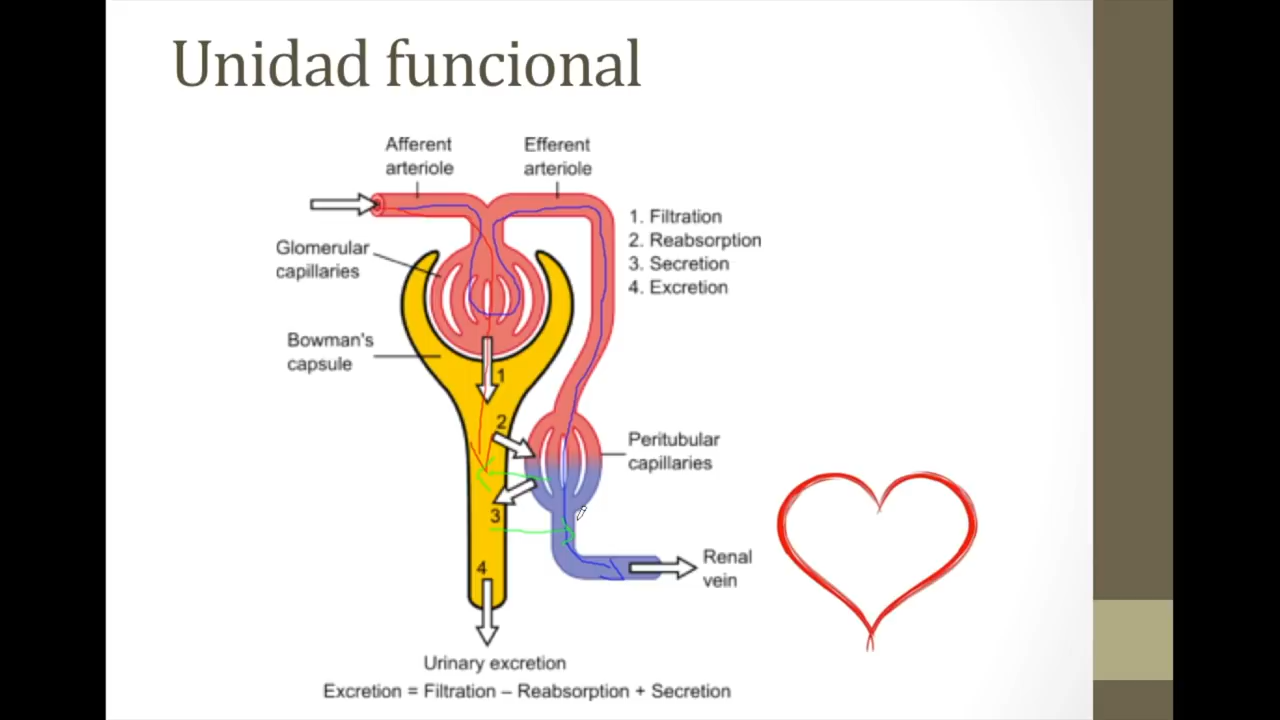 Unidad funcional
Afferent
arteriole
Efferent
arteriole
1. Filtration
2. Reabsorption
3. Secretion
4. Excretion
Glomerular
capillaries
Bowman's
capsule
1
2
Peritubular
capillaries
3
4
Renal
vein
Urinary excretion
Excretion = Filtration – Reabsorption + Secretion